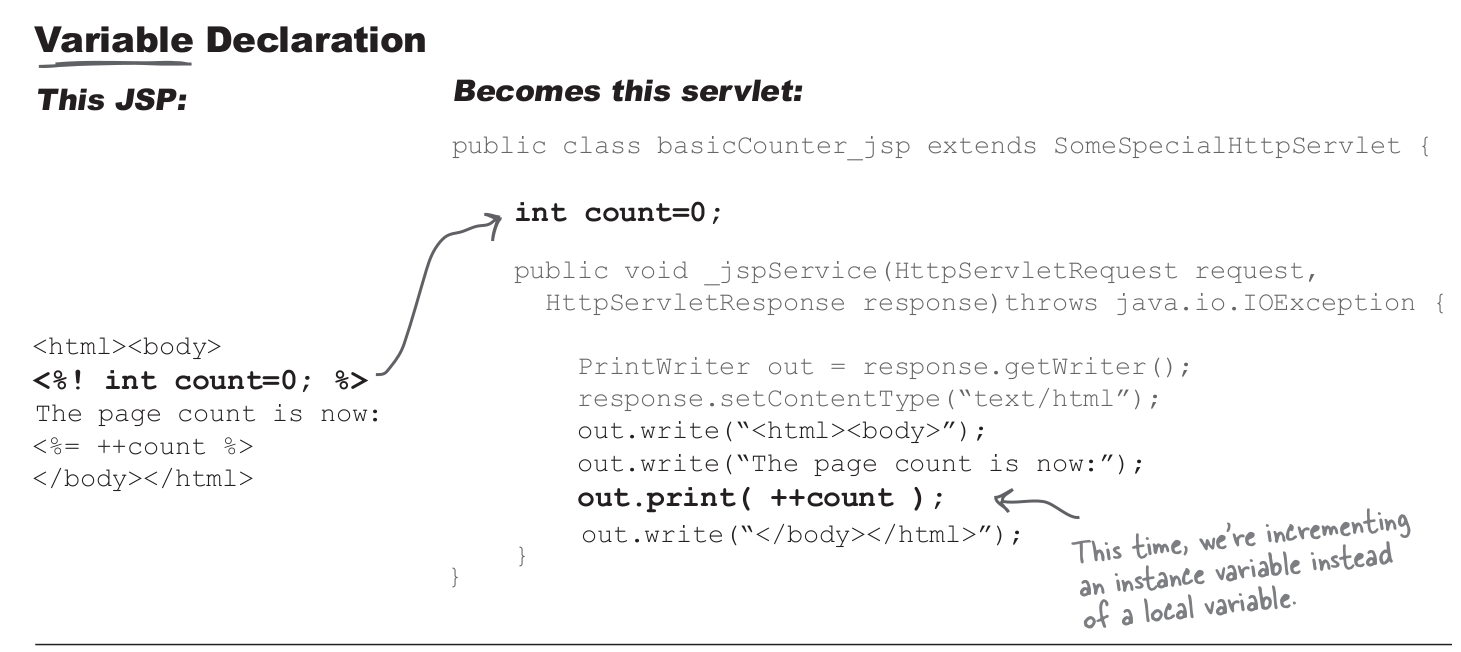 Variable Declaration
This JSP:
<html><body>
<%! int count=0; %>
The page count is now:
<%= ++count %>
</body></html>
Becomes this servlet:
public class basicCounter_jsp extends SomeSpecialHttpServlet {
int count=0;
public void _jspService(HttpServletRequest request,
HttpServletResponse response)throws java.io.IOException {
PrintWriter out = response.getWriter();
response.setContentType(“text/html”);
out.write(“<html><body>”);
out.write(“The page count is now:”);
out.print( ++count );
out.write(“</body></html>”);
}
}
This time, we're incrementing
an instance variable instead
of a local variable.